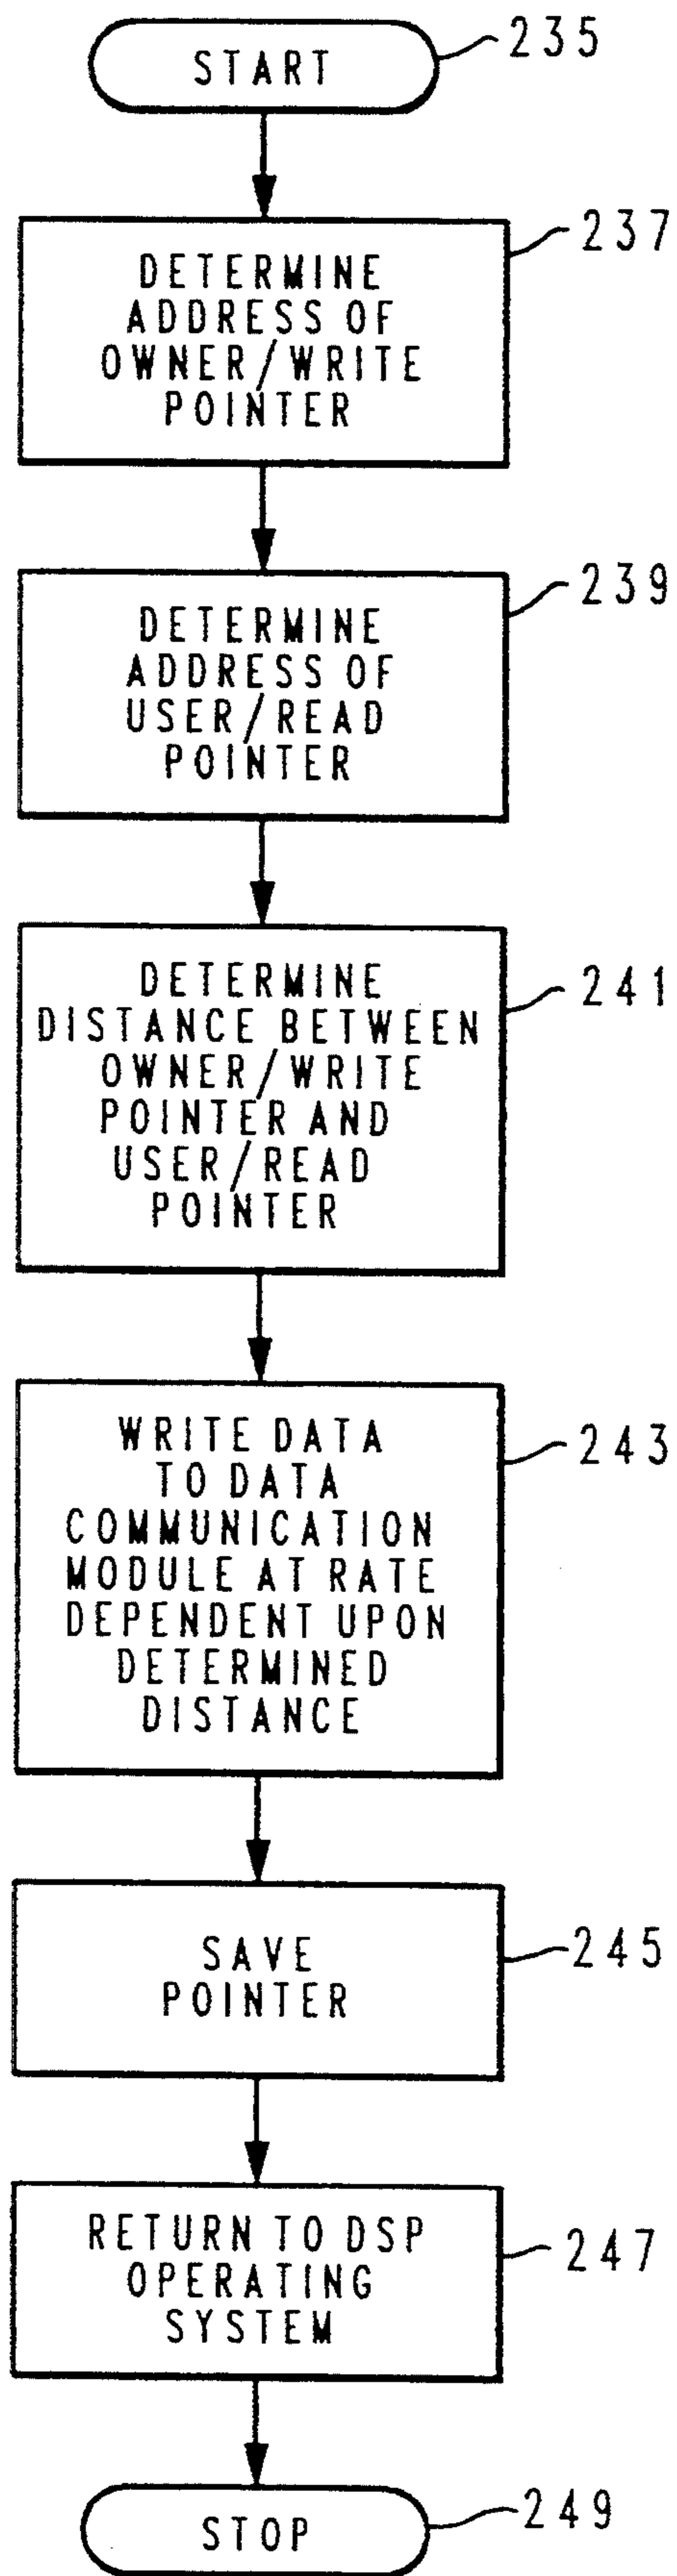 START
235
237
DETERMINE
ADDRESS OF
OWNER/WRITE
POINTER
239
DETERMINE
ADDRESS OF
USER/READ
POINTER
241
DETERMINE
DISTANCE BETWEEN
OWNER/WRITE
POINTER AND
USER/READ
POINTER
243
WRITE DATA
TO DATA
COMMUNICATION
MODULE AT RATE
DEPENDENT UPON
DETERMINED
DISTANCE
245
SAVE
POINTER
247
RETURN TO DSP
OPERATING
SYSTEM
249
STOP